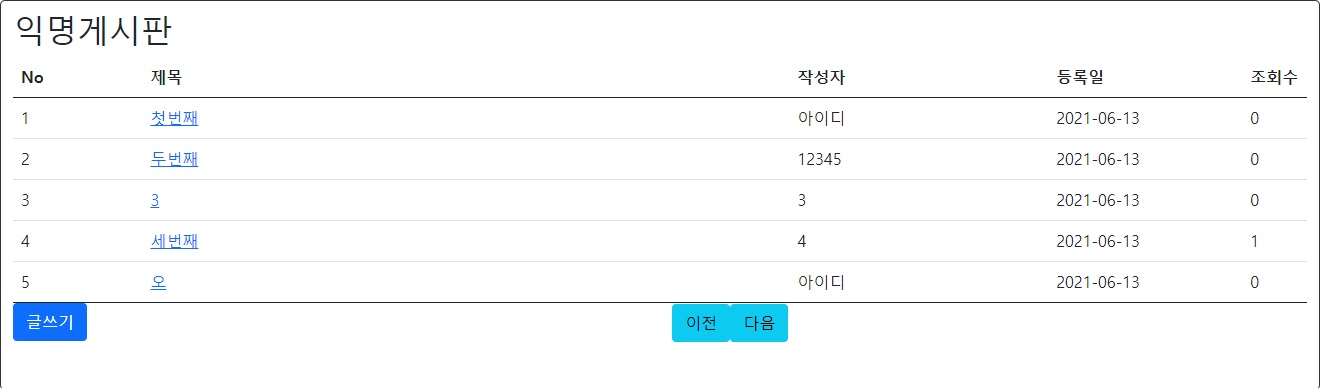 익명게시판
No 제목 작성자 등록일 조회수
1 첫번째 아이디 2021-06-13 0
2 두번째 12345 2021-06-13 0
3 3 3 2021-06-13 0
4 세번째 4 2021-06-13 1
5 오 아이디 2021-06-13 0
글쓰기 이전 다음